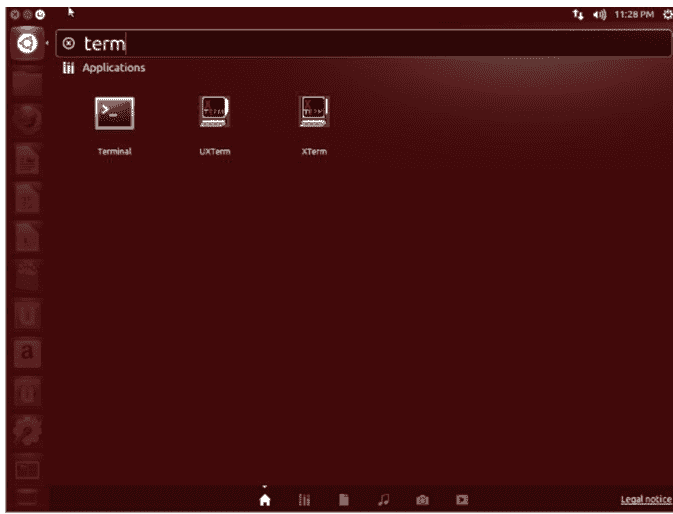 11:28 PM
term
Applications
Terminal
UXTerm
XTerm
Legal notice